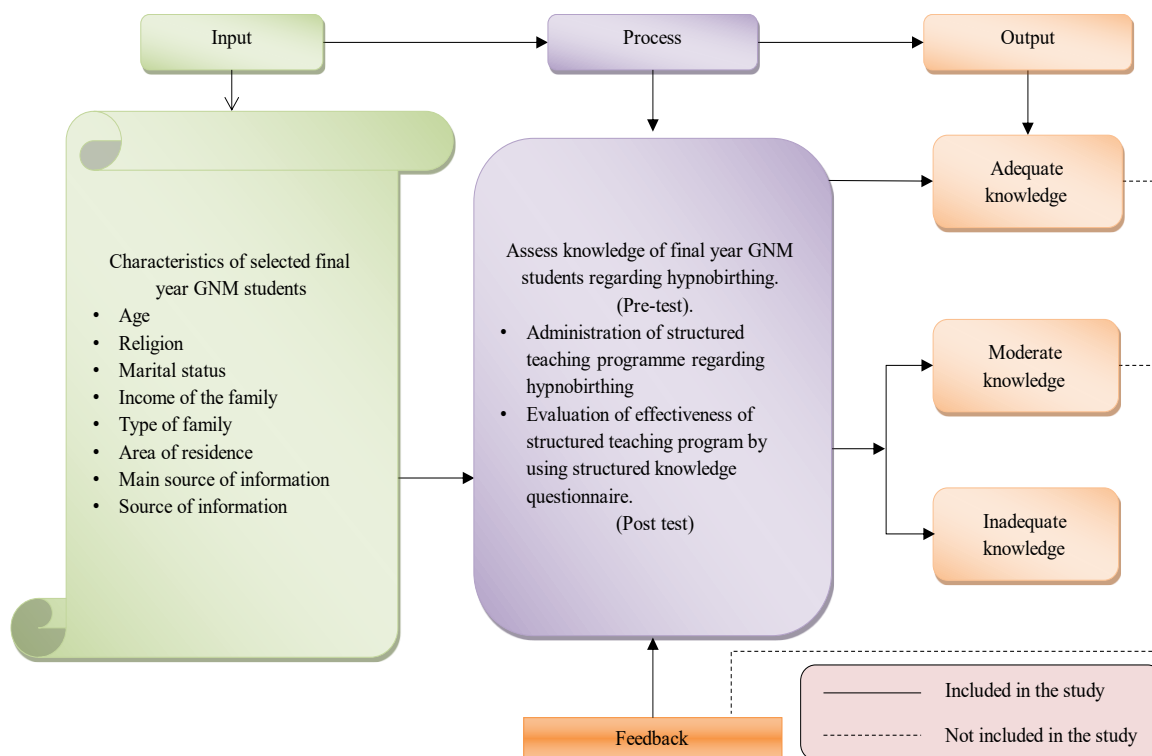 Input
Process
Output
Characteristics of selected final
year GNM students
• Age
• Religion
• Marital status
• Income of the family
• Type of family
• Area of residence
• Main source of information
• Source of information
Assess knowledge of final year GNM
students regarding hypnobirthing.
(Pre-test).
• Administration of structured
teaching programme regarding
hypnobirthing
• Evaluation of effectiveness of
structured teaching program by
using structured knowledge
questionnaire.
(Post test)
Adequate
knowledge
Moderate
knowledge
Inadequate
knowledge
Feedback
Included in the study
Not included in the study